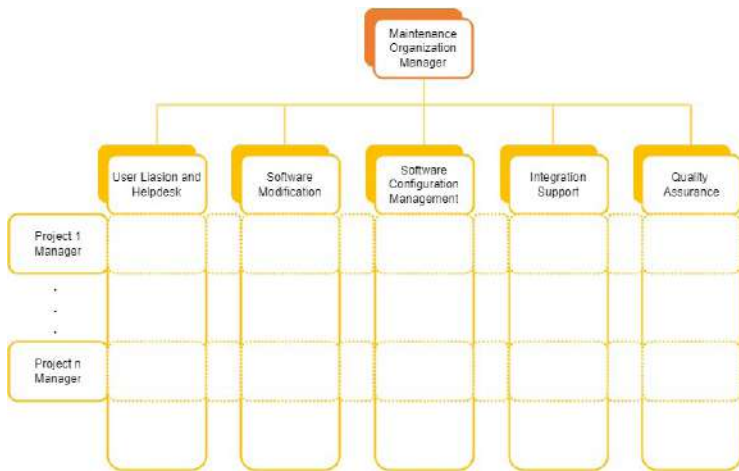 Maintenance
Organization
Manager
User Liasion and
Helpdesk
Software
Modification
Software
Configuration
Management
Integration
Support
Quality
Assurance
Project 1
Manager
.
.
.
Project n
Manager